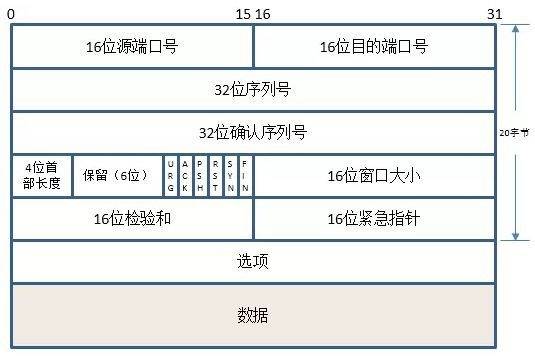 0 15 16 31
16位源端口号 16位目的端口号
32位序列号
20字节
32位确认序列号
4位首部长度 保留（6位） URG ACK PSH RST SYN FIN 16位窗口大小
16位检验和 16位紧急指针
选项
数据